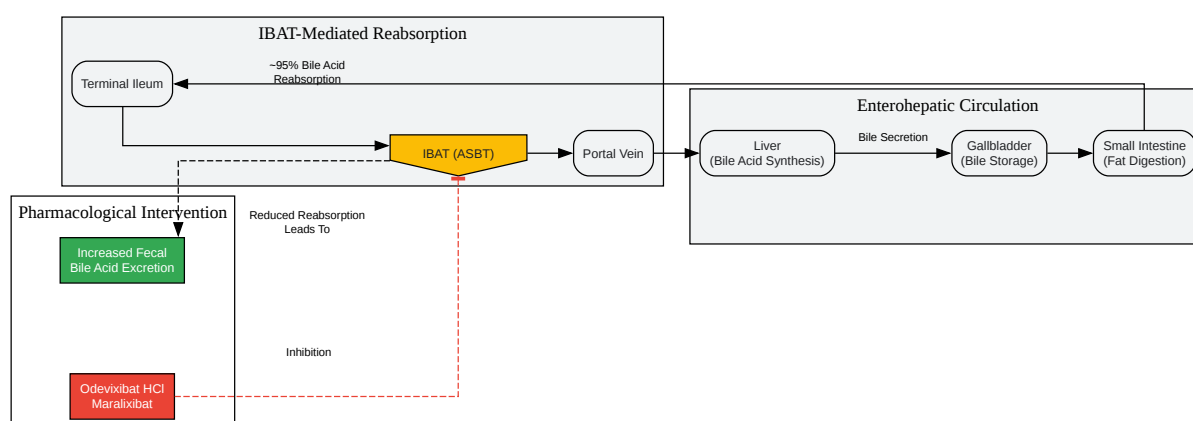 IBAT-Mediated Reabsorption
~95% Bile Acid
Reabsorption
Terminal Ileum
IBAT (ASBT)
Portal Vein
Enterohepatic Circulation
Liver
(Bile Acid Synthesis)
Bile Secretion
Gallbladder
(Bile Storage)
Small Intestine
(Fat Digestion)
Pharmacological Intervention
Reduced Reabsorption
Leads To
Increased Fecal
Bile Acid Excretion
Inhibition
Odevixibat HCl
Maralixibat